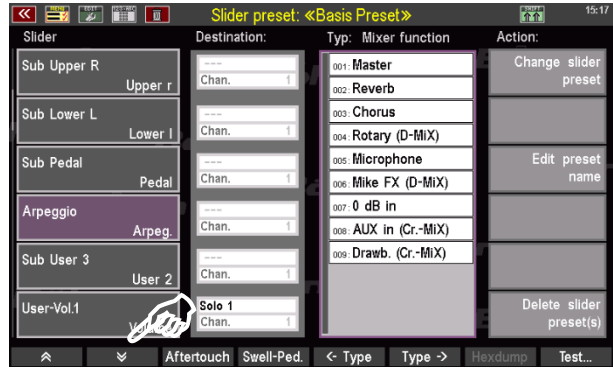 Slider preset: «Basis Preset»
15:17
Slider
Destination:
Typ: Mixer function
Action:
Sub Upper R
Upper r
---
Chan. 1
Sub Lower L
Lower l
---
Chan. 1
Sub Pedal
Pedal
---
Chan. 1
Arpeggio
Arpeg.
---
Chan. 1
Sub User 3
User 2
---
Chan. 1
User-Vol.1
Solo 1
Chan. 1
001: Master
002: Reverb
003: Chorus
004: Rotary (D-MiX)
005: Microphone
006: Mike FX (D-MiX)
007: 0 dB in
008: AUX in (Cr.-MiX)
009: Drawb. (Cr.-MiX)
Change slider
preset
Edit preset
name
Delete slider
preset(s)
Aftertouch Swell-Ped. <- Type Type -> Hexdump Test...